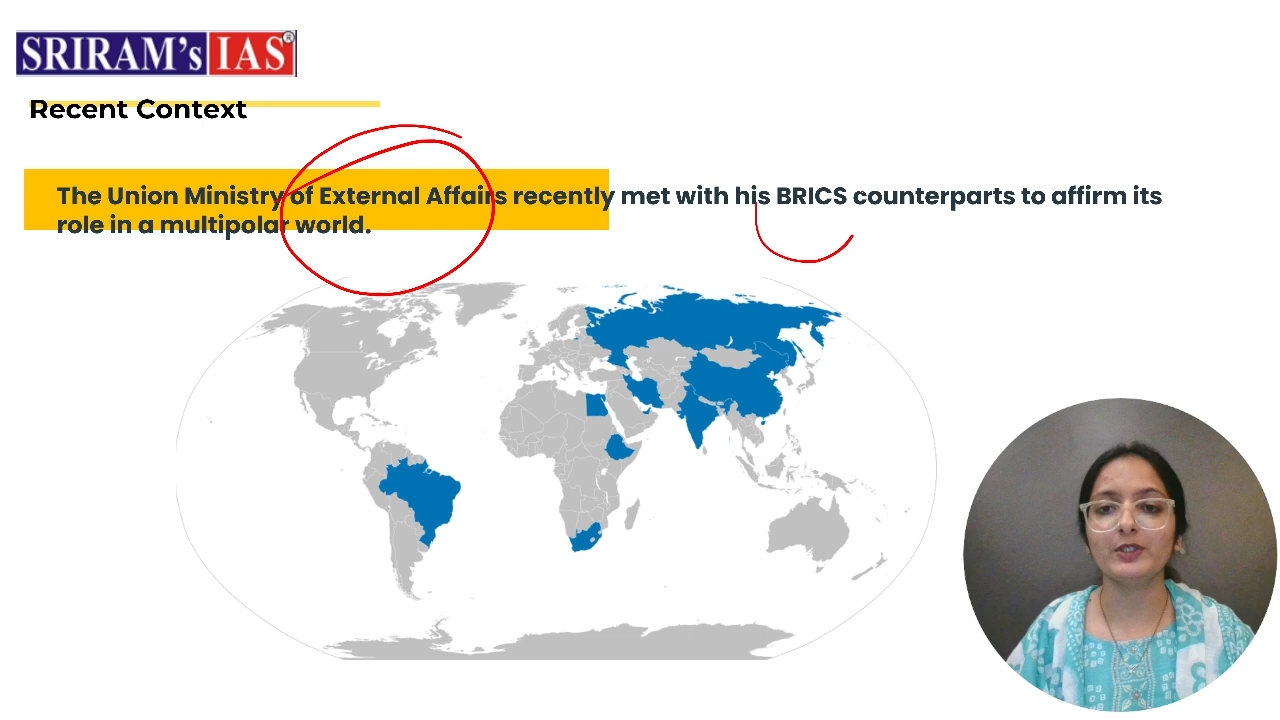 SRIRAM's IAS®
Recent Context
The Union Ministry of External Affairs recently met with his BRICS counterparts to affirm its
role in a multipolar world.